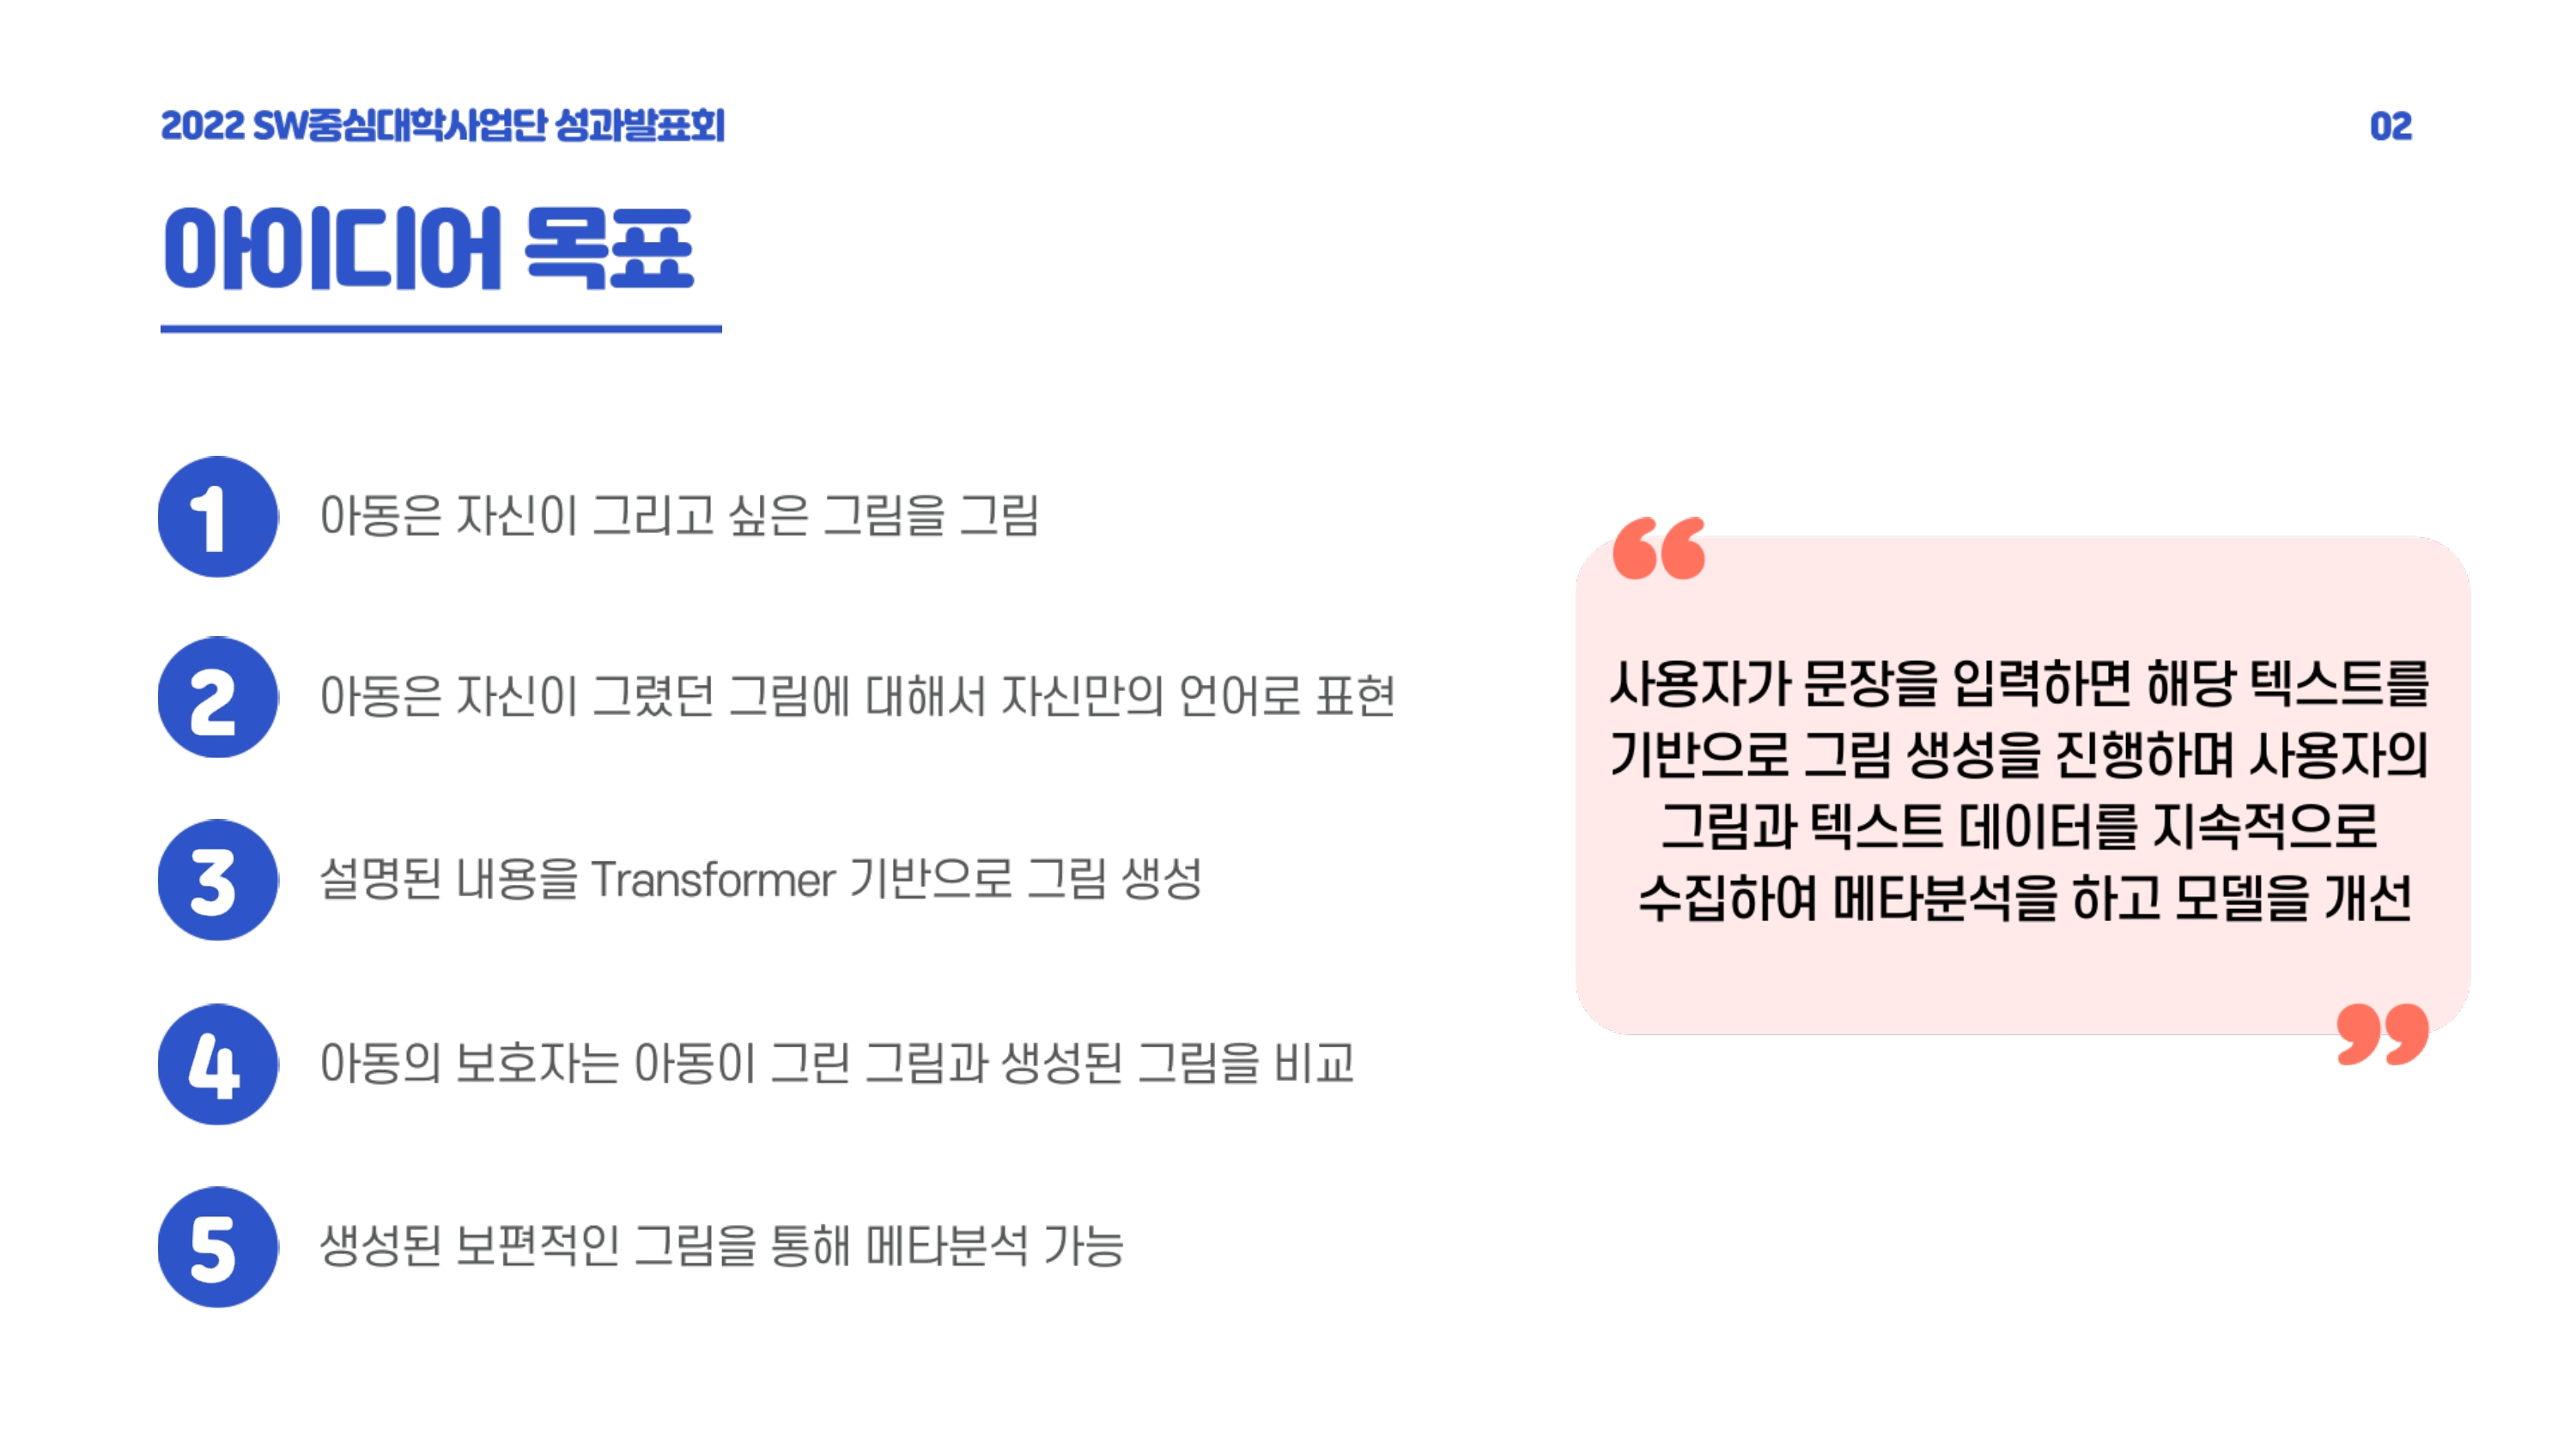 2022 SW중심대학사업단 성과발표회
02
아이디어 목표
1 아동은 자신이 그리고 싶은 그림을 그림
2 아동은 자신이 그렸던 그림에 대해서 자신만의 언어로 표현
3 설명된 내용을 Transformer 기반으로 그림 생성
4 아동의 보호자는 아동이 그린 그림과 생성된 그림을 비교
5 생성된 보편적인 그림을 통해 메타분석 가능
“
사용자가 문장을 입력하면 해당 텍스트를
기반으로 그림 생성을 진행하며 사용자의
그림과 텍스트 데이터를 지속적으로
수집하여 메타분석을 하고 모델을 개선
”